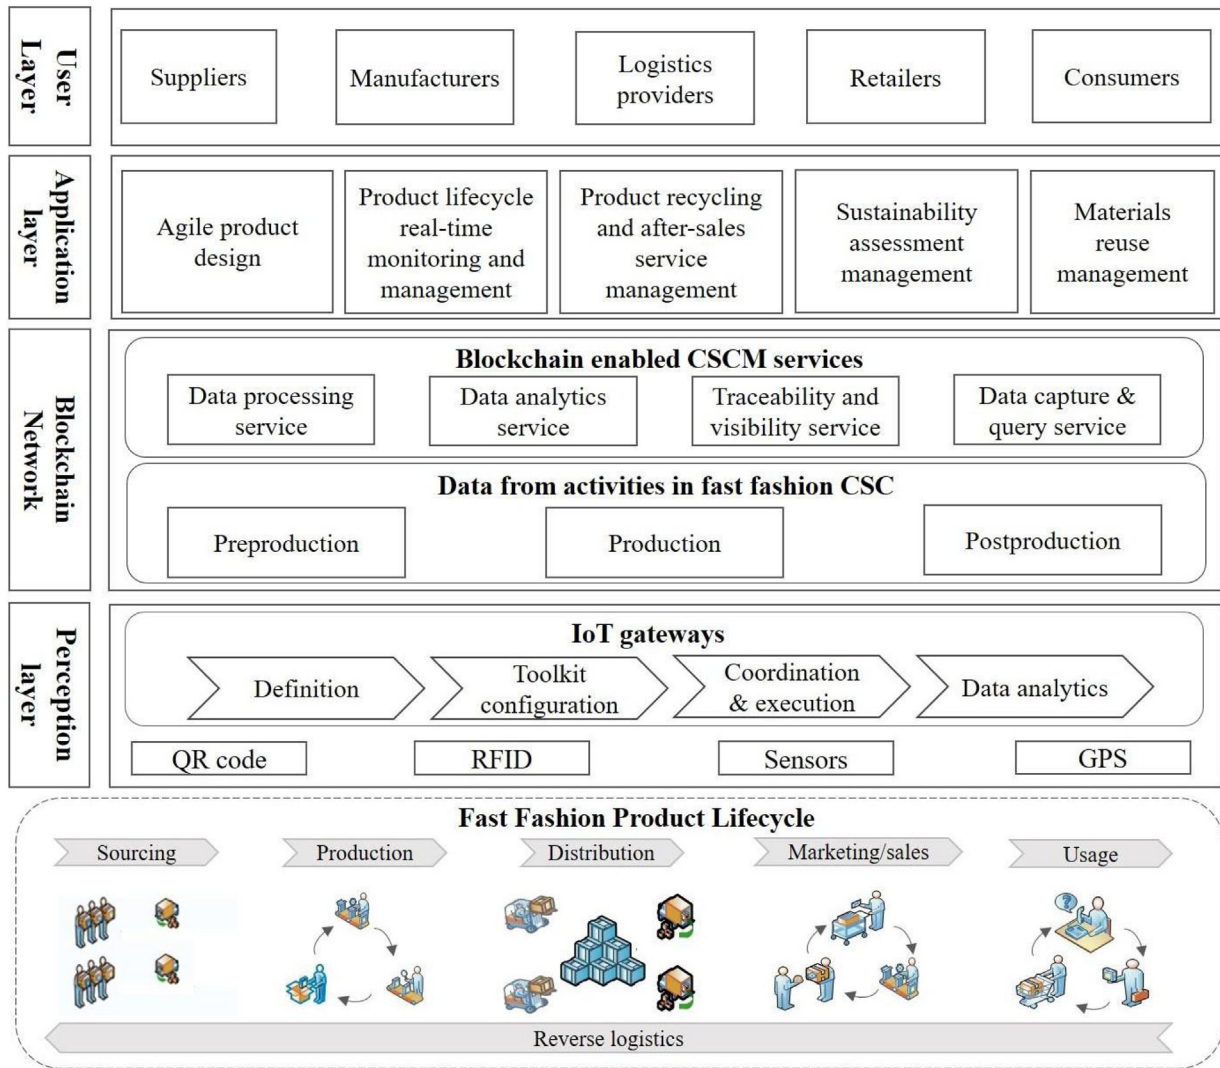 User
Layer
Suppliers
Manufacturers
Logistics
providers
Retailers
Consumers
Application
layer
Agile product
design
Product lifecycle
real-time
monitoring and
management
Product recycling
and after-sales
service
management
Sustainability
assessment
management
Materials
reuse
management
Blockchain
Network
Blockchain enabled CSCM services
Data processing
service
Data analytics
service
Traceability and
visibility service
Data capture &
query service
Data from activities in fast fashion CSC
Preproduction
Production
Postproduction
Perception
layer
IoT gateways
Definition
Toolkit
configuration
Coordination
& execution
Data analytics
QR code
RFID
Sensors
GPS
Fast Fashion Product Lifecycle
Sourcing
Production
Distribution
Marketing/sales
Usage
?
Reverse logistics